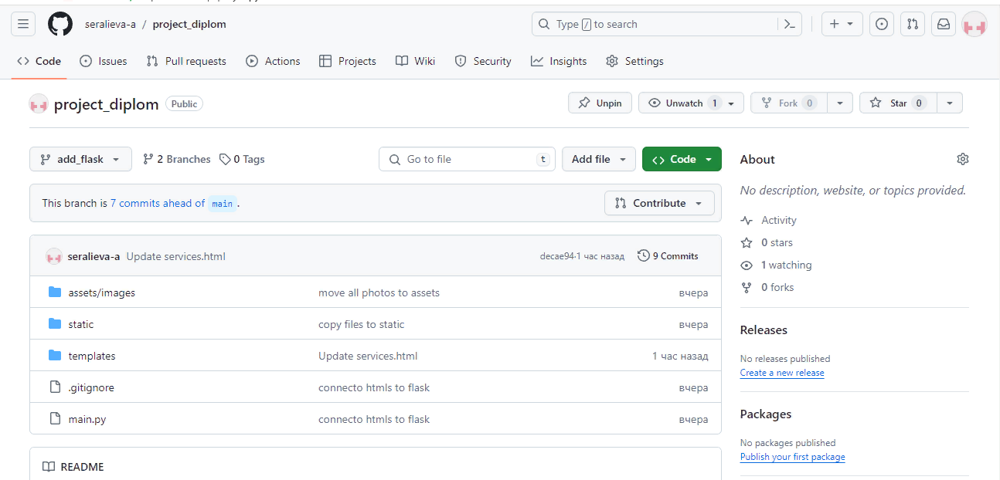 seralieva-a / project_diplom
Type / to search
Code Issues Pull requests Actions Projects Wiki Security Insights Settings
project_diplom Public
Unpin Unwatch 1 Fork 0 Star 0
add_flask 2 Branches 0 Tags
Go to file t Add file Code
This branch is 7 commits ahead of main .
Contribute
seralieva-a Update services.html decae94·1 час назад 9 Commits
assets/images move all photos to assets вчера
static copy files to static вчера
templates Update services.html 1 час назад
.gitignore connecto htmls to flask вчера
main.py connecto htmls to flask вчера
README
About
No description, website, or topics provided.
Activity
0 stars
1 watching
0 forks
Releases
No releases published
Create a new release
Packages
No packages published
Publish your first package